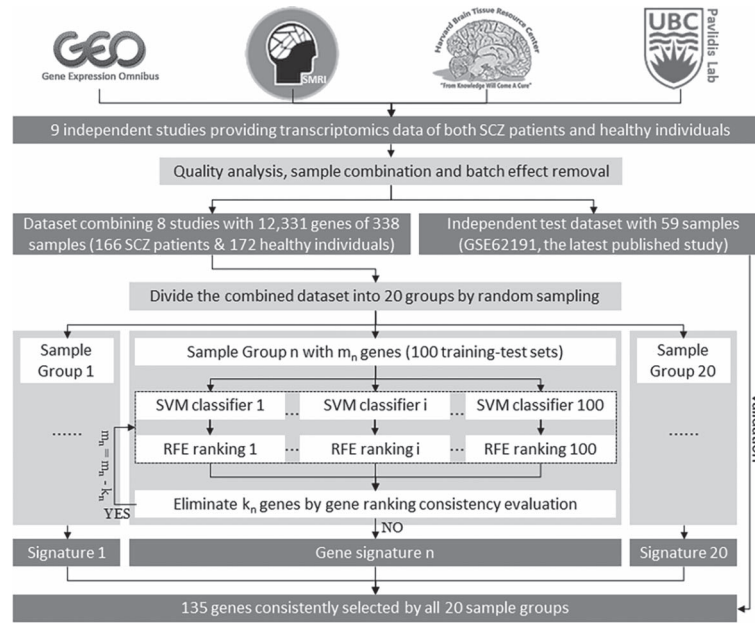 GEO
Gene Expression Omnibus
SMRI
Harvard Brain Tissue Resource Center
"From Knowledge Will Come A Cure"
UBC
Pavlidis Lab
9 independent studies providing transcriptomics data of both SCZ patients and healthy individuals
Quality analysis, sample combination and batch effect removal
Dataset combining 8 studies with 12,331 genes of 338
samples (166 SCZ patients & 172 healthy individuals)
Independent test dataset with 59 samples
(GSE62191, the latest published study)
Divide the combined dataset into 20 groups by random sampling
Sample
Group 1
......
Sample Group n with mn genes (100 training-test sets)
SVM classifier 1 ... SVM classifier i ... SVM classifier 100
RFE ranking 1 ... RFE ranking i ... RFE ranking 100
mn = mn - kn
Eliminate kn genes by gene ranking consistency evaluation
YES
NO
Sample
Group 20
......
Signature 1
Gene signature n
Signature 20
135 genes consistently selected by all 20 sample groups